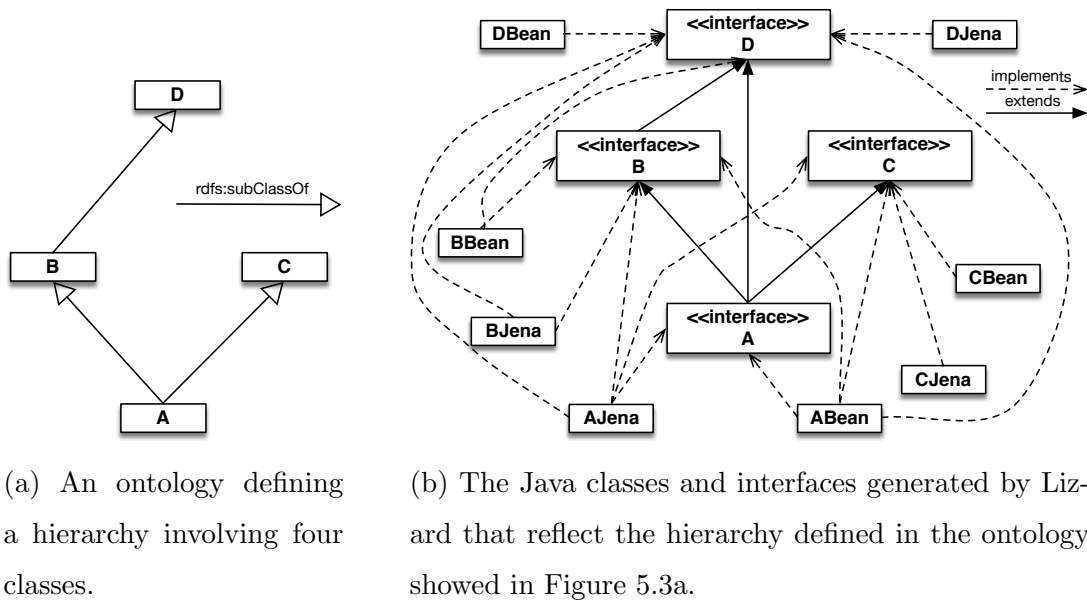 D
rdfs:subClassOf
B
C
A
DBean
<<interface>>
D
DJena
implements
extends
<<interface>>
B
<<interface>>
C
BBean
CBean
BJena
<<interface>>
A
CJena
AJena
ABean
(a) An ontology defining
a hierarchy involving four
classes.
(b) The Java classes and interfaces generated by Liz-
ard that reflect the hierarchy defined in the ontology
showed in Figure 5.3a.